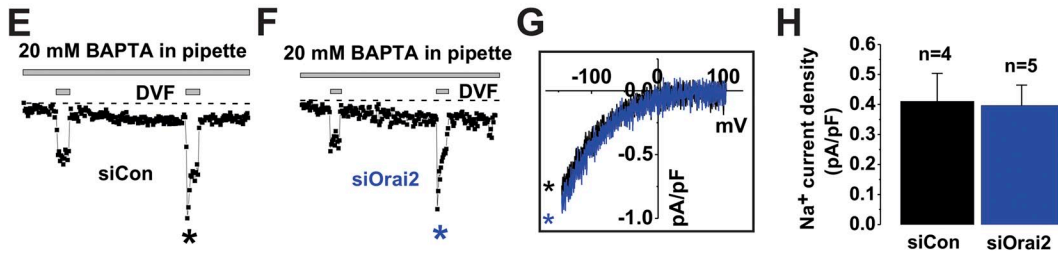 E
20 mM BAPTA in pipette
DVF
siCon
*
F
20 mM BAPTA in pipette
DVF
siOrai2
*
G
-100 0 100
0.0
mV
-0.5
-1.0
pA/pF
*
*
H
Na+ current density
(pA/pF)
0.6
0.5
0.4
0.3
0.2
0.1
0.0
n=4
n=5
siCon
siOrai2